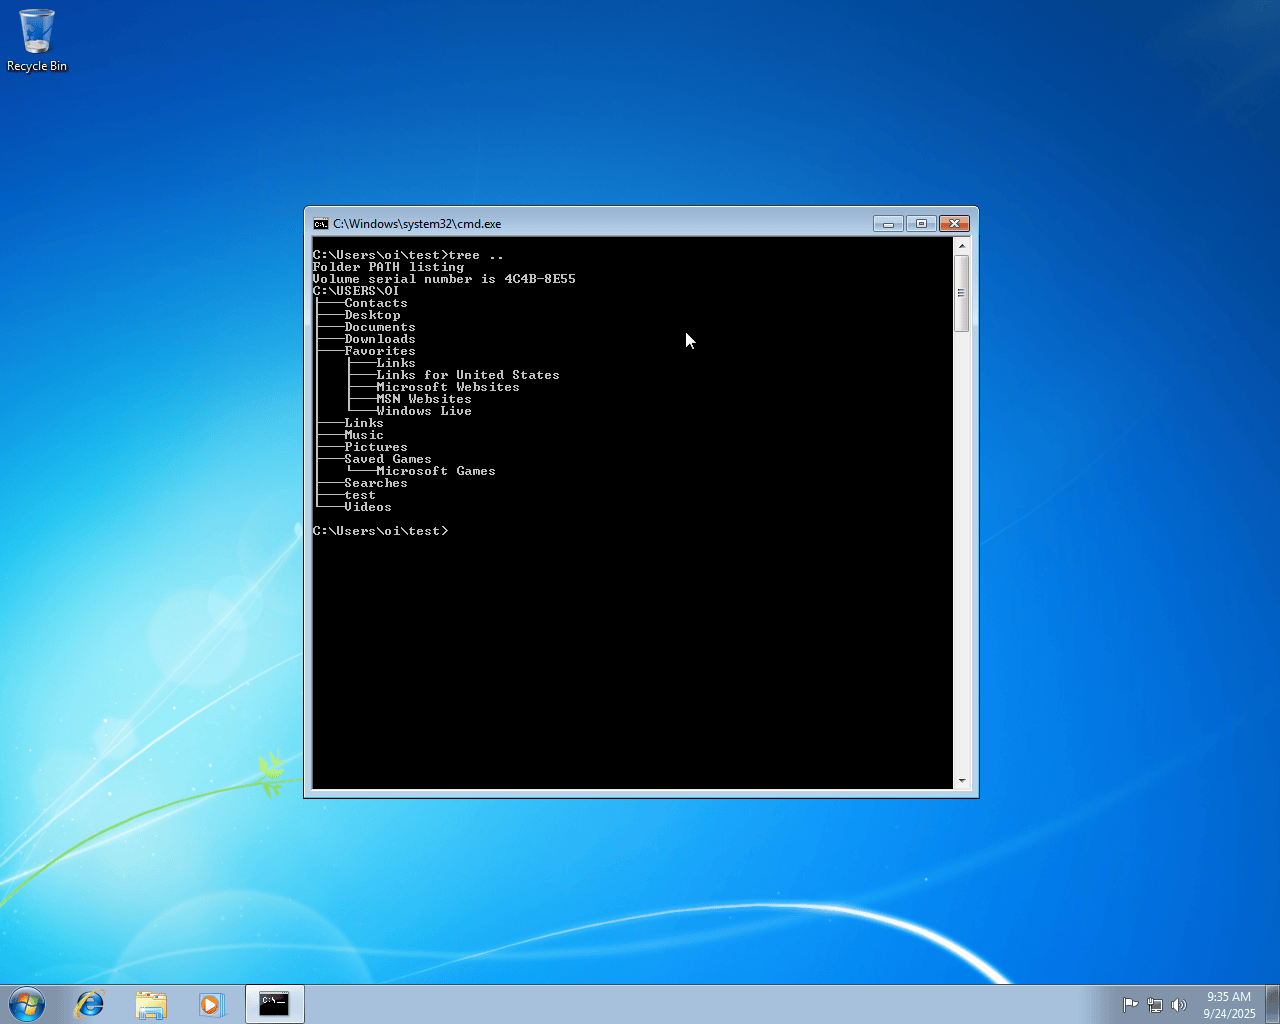 Recycle Bin
C:\Windows\system32\cmd.exe
C:\Users\oi\test>tree ..
Folder PATH listing
Volume serial number is 4C4B-8E55
C:\USERS\OI
├───Contacts
├───Desktop
├───Documents
├───Downloads
├───Favorites
│   ├───Links
│   ├───Links for United States
│   ├───Microsoft Websites
│   ├───MSN Websites
│   └───Windows Live
├───Links
├───Music
├───Pictures
├───Saved Games
│   └───Microsoft Games
├───Searches
├───test
└───Videos
C:\Users\oi\test>
9:35 AM
9/24/2025